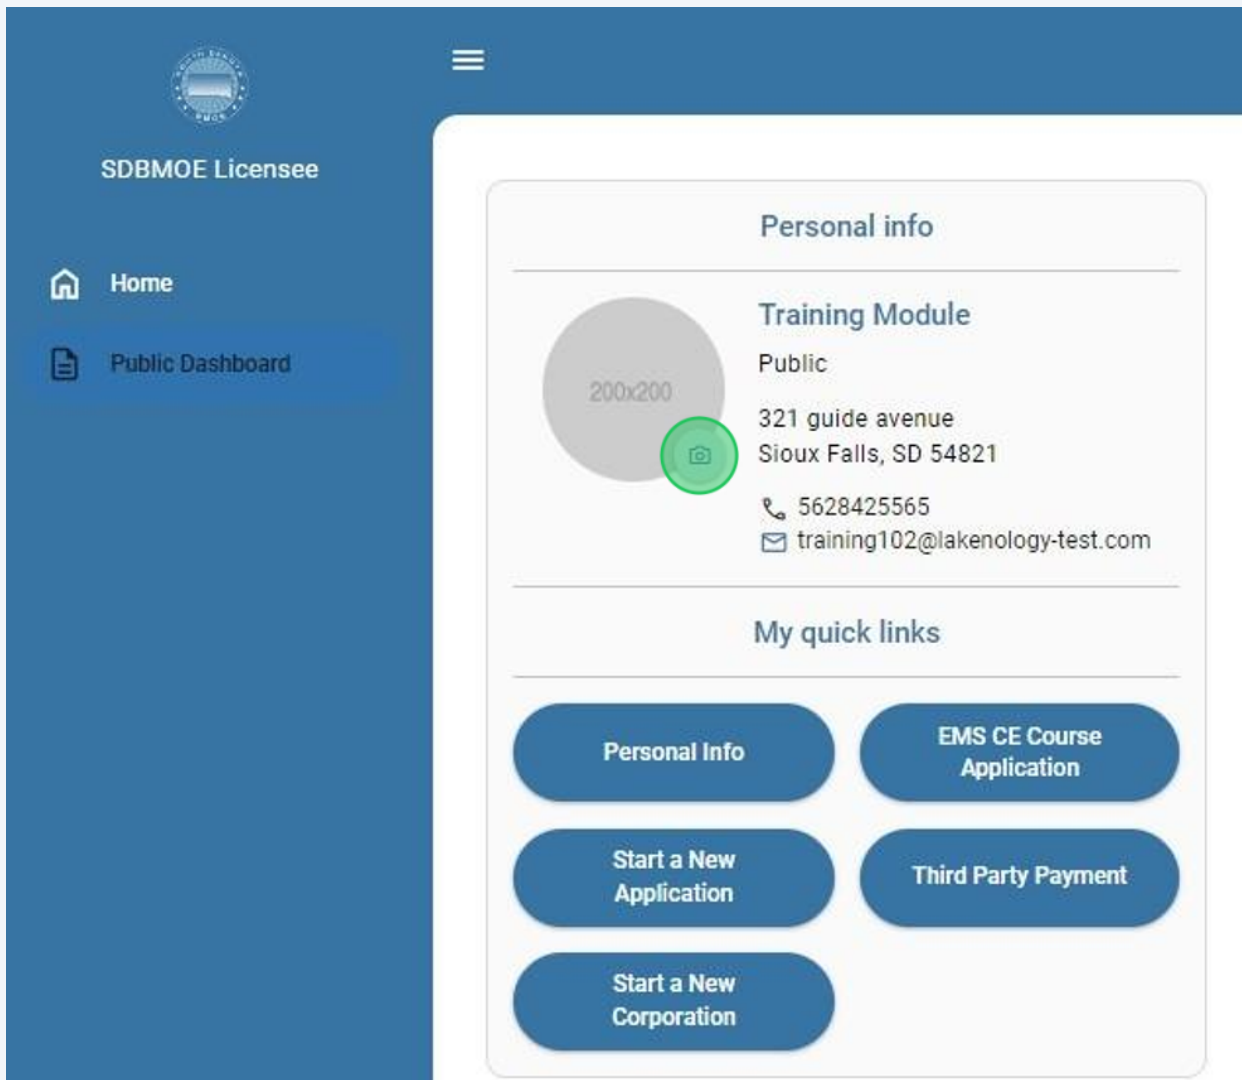 SDBMOE Licensee
Home
Public Dashboard
Personal info
200x200
Training Module
Public
321 guide avenue
Sioux Falls, SD 54821
5628425565
training102@lakenology-test.com
My quick links
Personal Info
EMS CE Course
Application
Start a New
Application
Third Party Payment
Start a New
Corporation